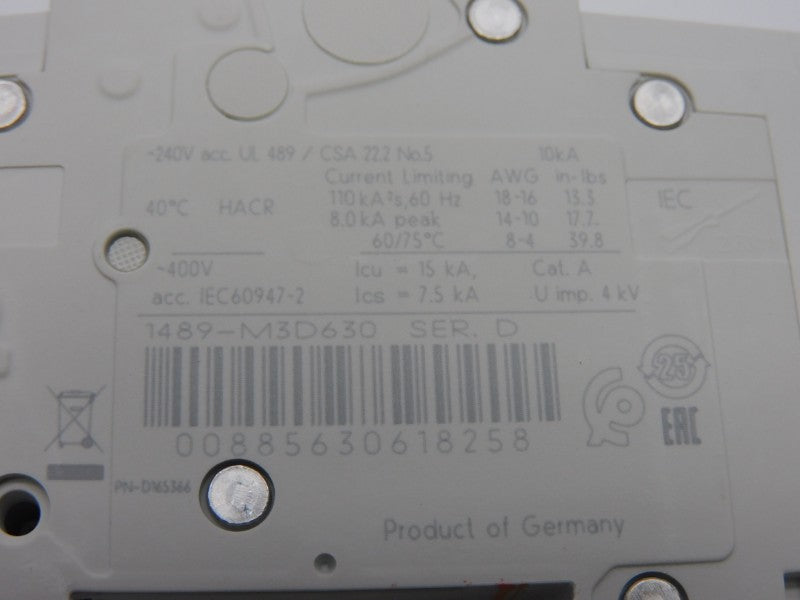 ~240V acc. UL 489 / CSA 22.2 No.5 10kA
Current Limiting AWG in-lbs
110 kA²s, 60 Hz 18-16 13.3
40°C HACR 8.0 kA peak 14-10 17.7
60/75°C 8-4 39.8
IEC
~400V Icu = 15 kA, Cat. A
acc. IEC60947-2 Ics = 7.5 kA U imp. 4 kV
1489-M3D630 SER. D
00885630618258
25
EAC
PN-D165366
Product of Germany